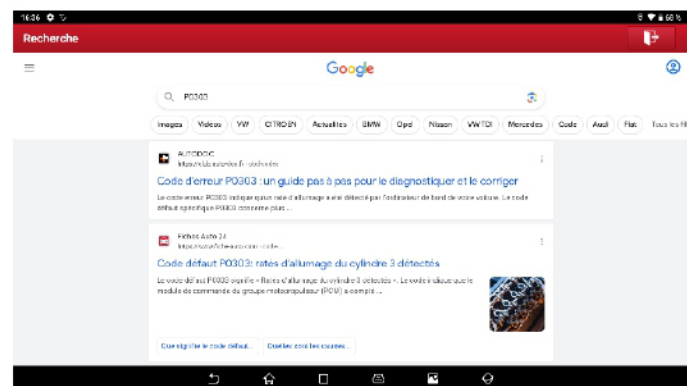 16:36
68 %
Recherche
Google
P0303
Images Vidéos VW CITROËN Actualités BMW Opel Nissan VW TDI Mercedes Code Audi Fiat Tous les fil
AUTODOC
Code d'erreur P0303 : un guide pas à pas pour le diagnostiquer et le corriger
Le code erreur P0303 indique qu'un raté d'allumage a été détecté par l'ordinateur de bord de votre voiture. Le code
défaut spécifique P0303 concerne plus ...
Fiches Auto 24
Code défaut P0303: ratés d'allumage du cylindre 3 détectés
Le code défaut P0303 signifie « Ratés d'allumage du cylindre 3 détectés ». Le code indique que le
module de commande du groupe motopropulseur (PCM) a compté ...
Que signifie le code défaut...
Quelles sont les causes...